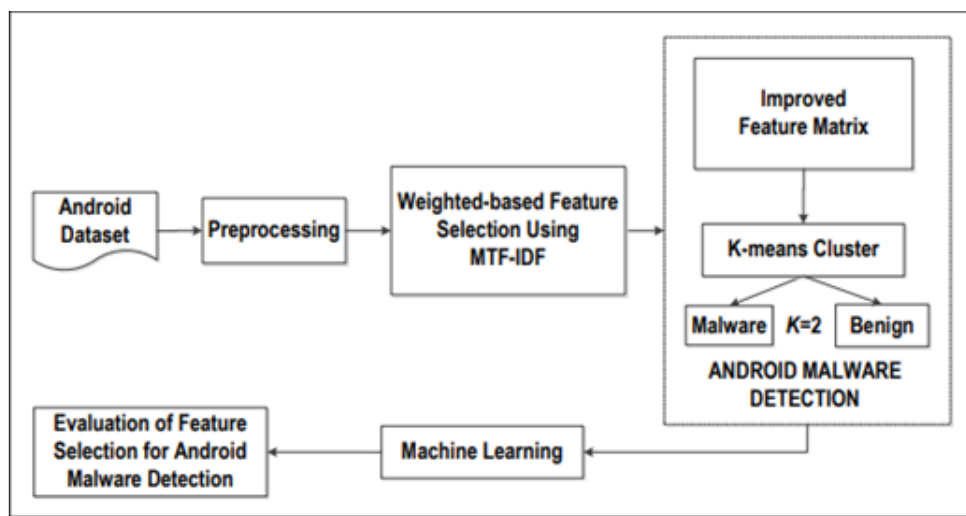 Android
Dataset
Preprocessing
Weighted-based Feature
Selection Using
MTF-IDF
Improved
Feature Matrix
K-means Cluster
Malware K=2 Benign
ANDROID MALWARE
DETECTION
Machine Learning
Evaluation of Feature
Selection for Android
Malware Detection